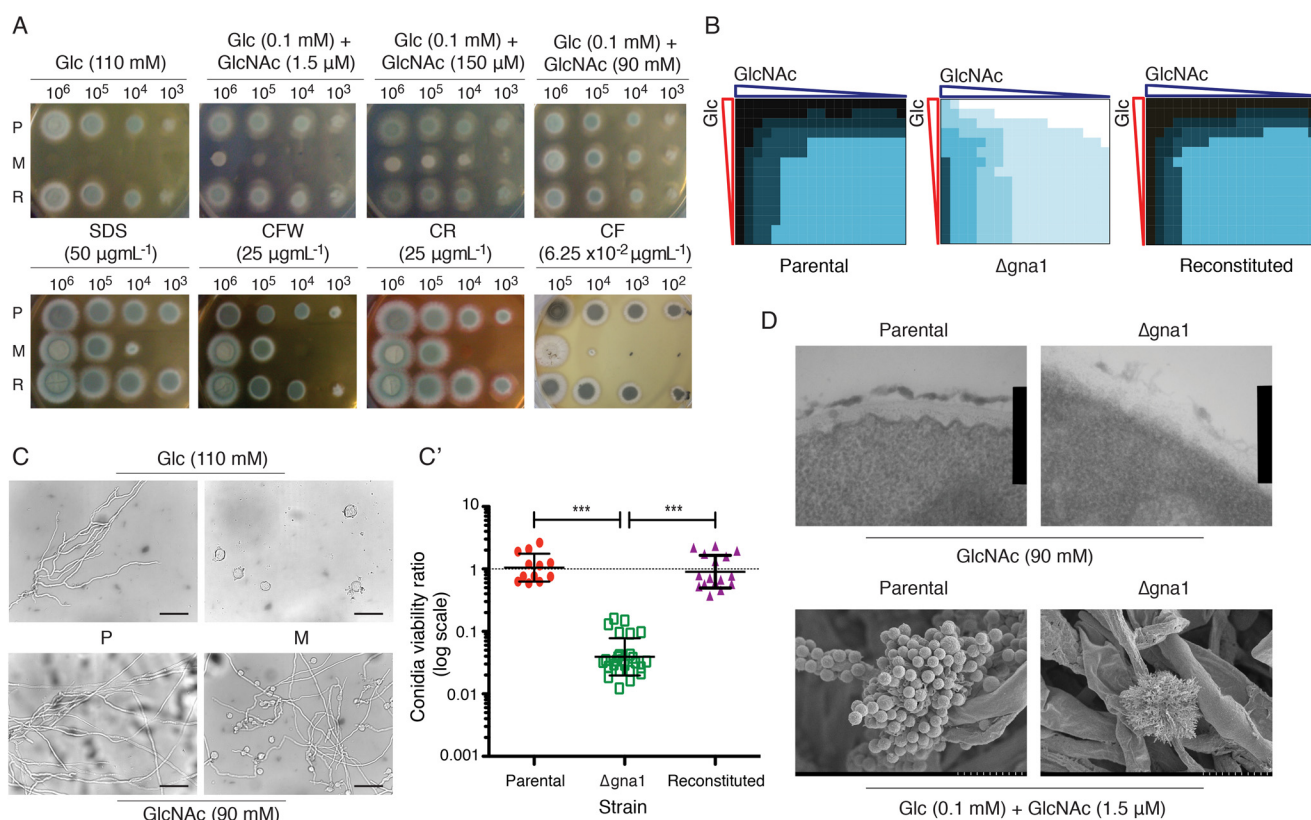 A
Glc (110 mM)
Glc (0.1 mM) +
GlcNAc (1.5 µM)
Glc (0.1 mM) +
GlcNAc (150 µM)
Glc (0.1 mM) +
GlcNAc (90 mM)
10⁶ 10⁵ 10⁴ 10³
10⁶ 10⁵ 10⁴ 10³
10⁶ 10⁵ 10⁴ 10³
10⁶ 10⁵ 10⁴ 10³
P
M
R
SDS
(50 µgmL⁻¹)
CFW
(25 µgmL⁻¹)
CR
(25 µgmL⁻¹)
CF
(6.25 x10⁻² µgmL⁻¹)
10⁶ 10⁵ 10⁴ 10³
10⁶ 10⁵ 10⁴ 10³
10⁶ 10⁵ 10⁴ 10³
10⁵ 10⁴ 10³ 10²
P
M
R
B
GlcNAc
Glc
Parental
GlcNAc
Glc
Δgna1
GlcNAc
Glc
Reconstituted
C
Glc (110 mM)
P
M
GlcNAc (90 mM)
C'
Conidia viability ratio
(log scale)
10
1
0.1
0.01
0.001
***
***
Parental
Δgna1
Reconstituted
Strain
D
Parental
Δgna1
GlcNAc (90 mM)
Parental
Δgna1
Glc (0.1 mM) + GlcNAc (1.5 µM)